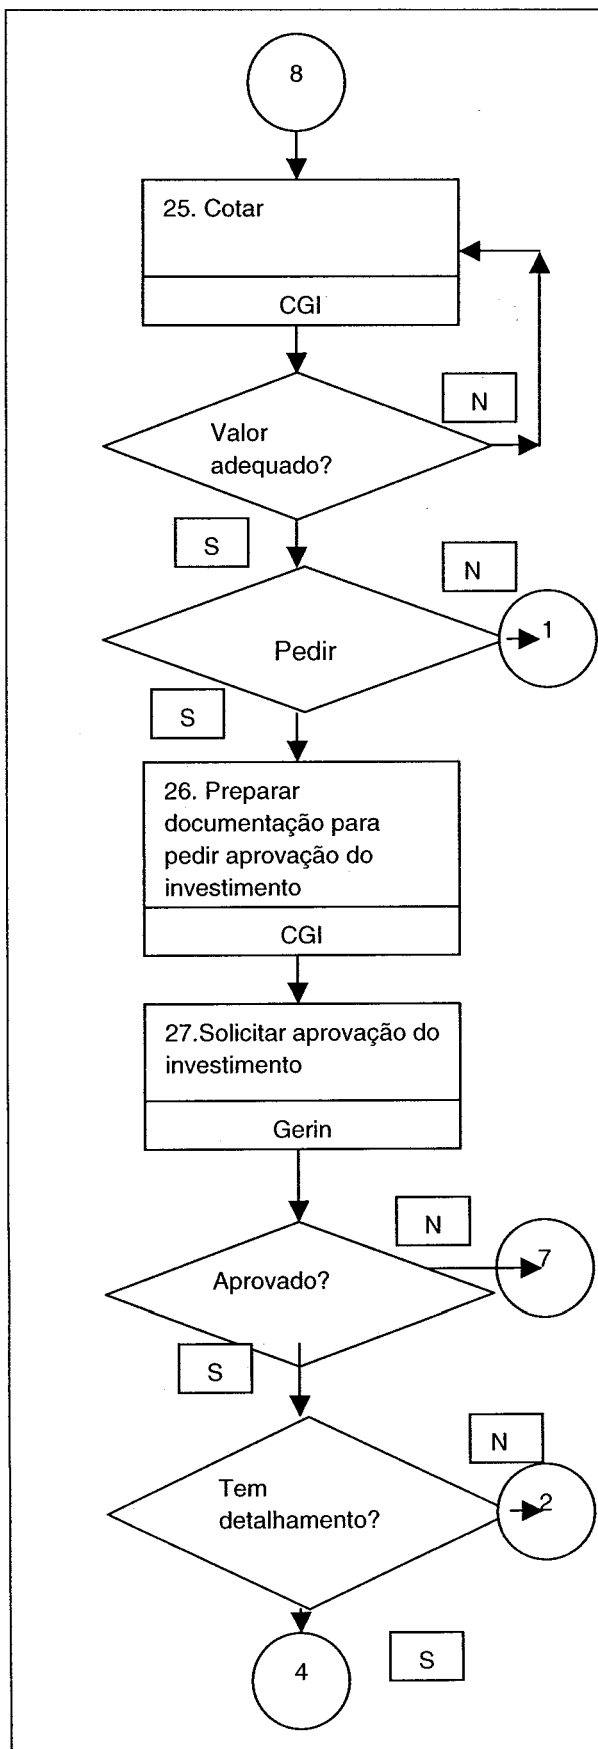 8
25. Cotar
CGI
N
Valor
adequado?
S
N
Pedir
1
S
26. Preparar
documentação para
pedir aprovação do
investimento
CGI
27.Solicitar aprovação do
investimento
Gerin
N
Aprovado?
7
S
N
Tem
detalhamento?
2
4
S